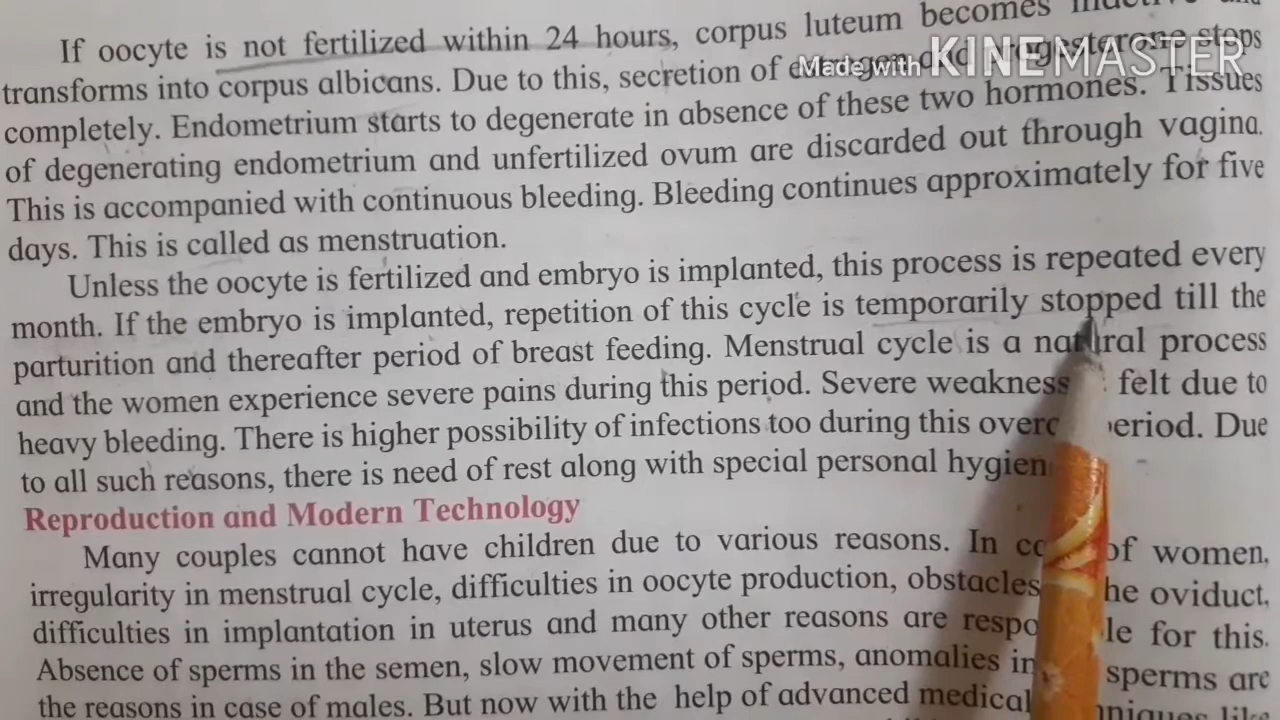 If oocyte is not fertilized within 24 hours, corpus luteum becomes
transforms into corpus albicans. Due to this, secretion of progesterone stops
Made with KINEMASTER
completely. Endometrium starts to degenerate in absence of these two hormones. Tissues
of degenerating endometrium and unfertilized ovum are discarded out through vagina.
This is accompanied with continuous bleeding. Bleeding continues approximately for five
days. This is called as menstruation.
Unless the oocyte is fertilized and embryo is implanted, this process is repeated every
month. If the embryo is implanted, repetition of this cycle is temporarily stopped till the
parturition and thereafter period of breast feeding. Menstrual cycle is a natural process
and the women experience severe pains during this period. Severe weakness felt due to
heavy bleeding. There is higher possibility of infections too during this period. Due
to all such reasons, there is need of rest along with special personal
Reproduction and Modern Technology
Many couples cannot have children due to various reasons. In of women,
irregularity in menstrual cycle, difficulties in oocyte production, obstacles oviduct,
difficulties in implantation in uterus and many other reasons are for this.
Absence of sperms in the semen, slow movement of sperms, anomalies in sperms are
the reasons in case of males. But now with the help of advanced medical like